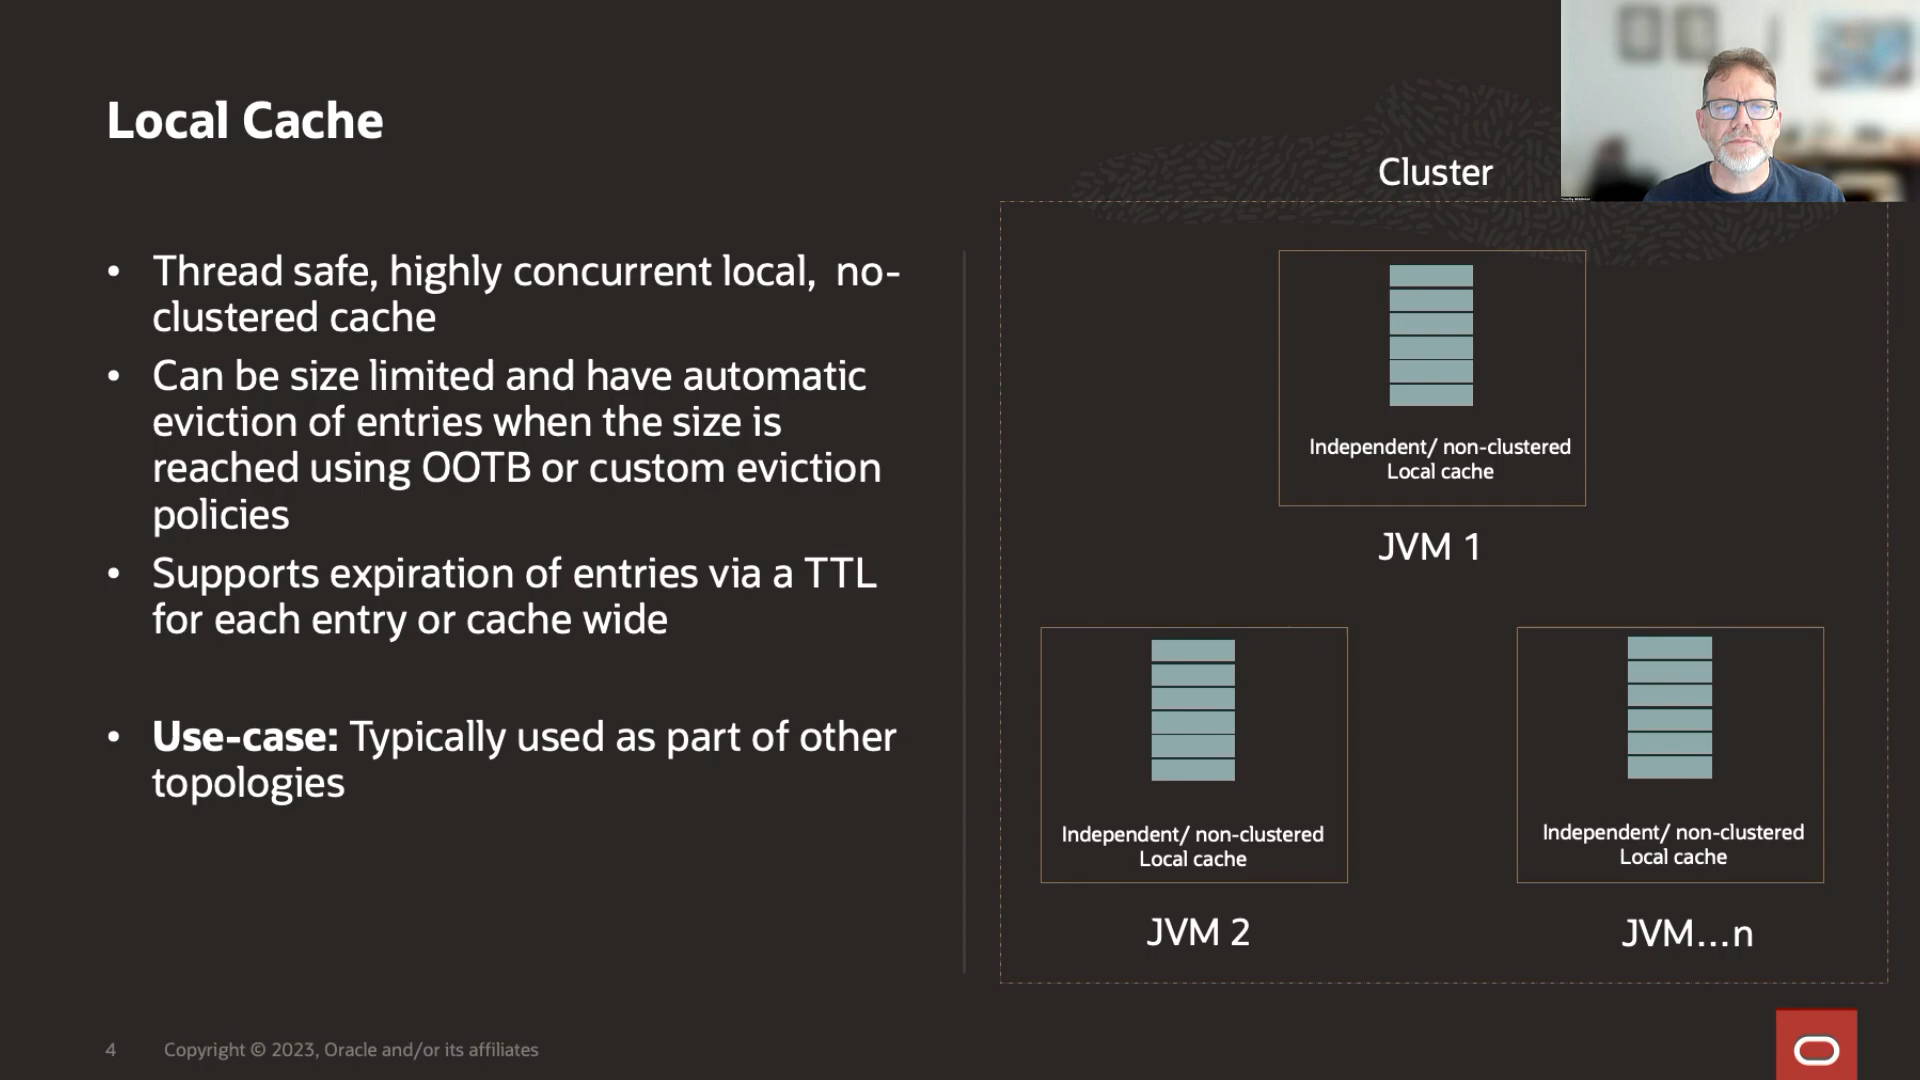 Local Cache
• Thread safe, highly concurrent local,  no-
clustered cache
• Can be size limited and have automatic
eviction of entries when the size is
reached using OOTB or custom eviction
policies
• Supports expiration of entries via a TTL
for each entry or cache wide
• Use-case: Typically used as part of other
topologies
Cluster
Independent/ non-clustered
Local cache
JVM 1
Independent/ non-clustered
Local cache
JVM 2
Independent/ non-clustered
Local cache
JVM...n
4
Copyright © 2023, Oracle and/or its affiliates